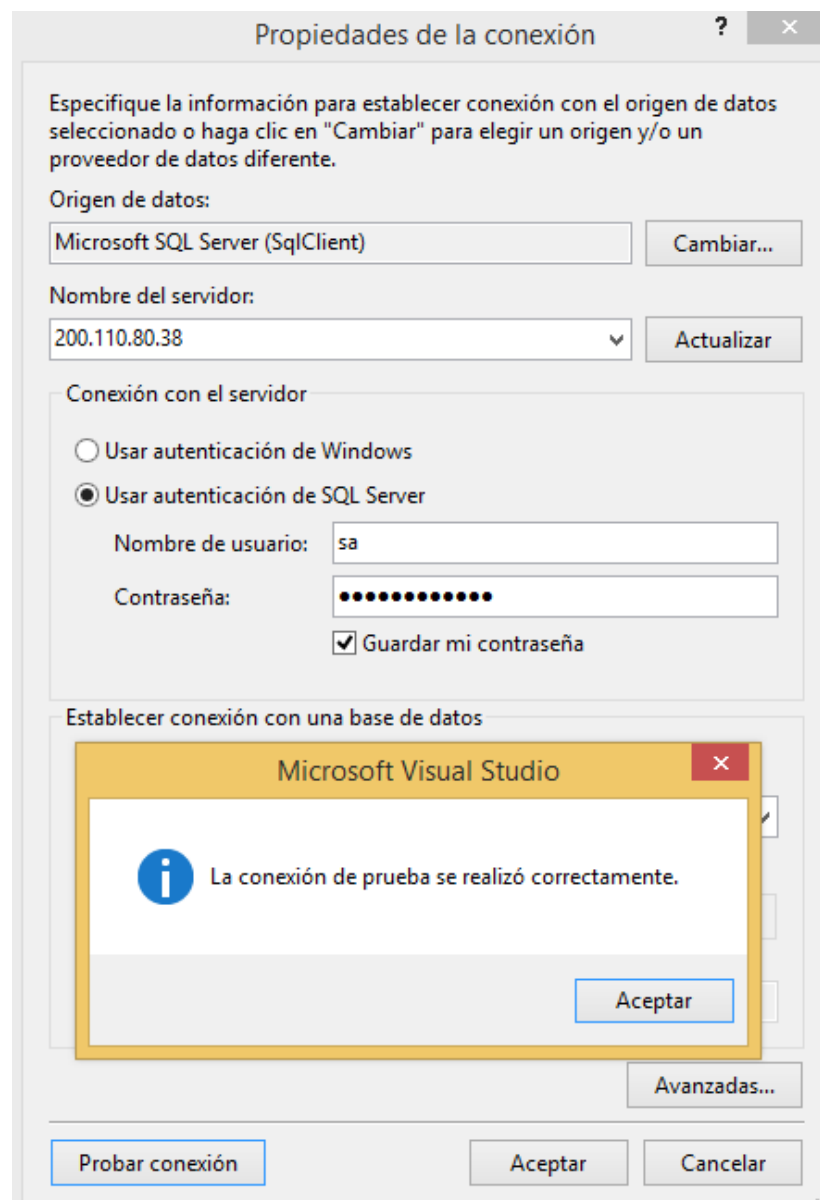 Propiedades de la conexión
?
Especifique la información para establecer conexión con el origen de datos
seleccionado o haga clic en "Cambiar" para elegir un origen y/o un
proveedor de datos diferente.
Origen de datos:
Microsoft SQL Server (SqlClient)
Cambiar...
Nombre del servidor:
200.110.80.38
Actualizar
Conexión con el servidor
Usar autenticación de Windows
Usar autenticación de SQL Server
Nombre de usuario:
sa
Contraseña:
●●●●●●●●●●●●
Guardar mi contraseña
Establecer conexión con una base de datos
Microsoft Visual Studio
La conexión de prueba se realizó correctamente.
Aceptar
Avanzadas...
Probar conexión
Aceptar
Cancelar